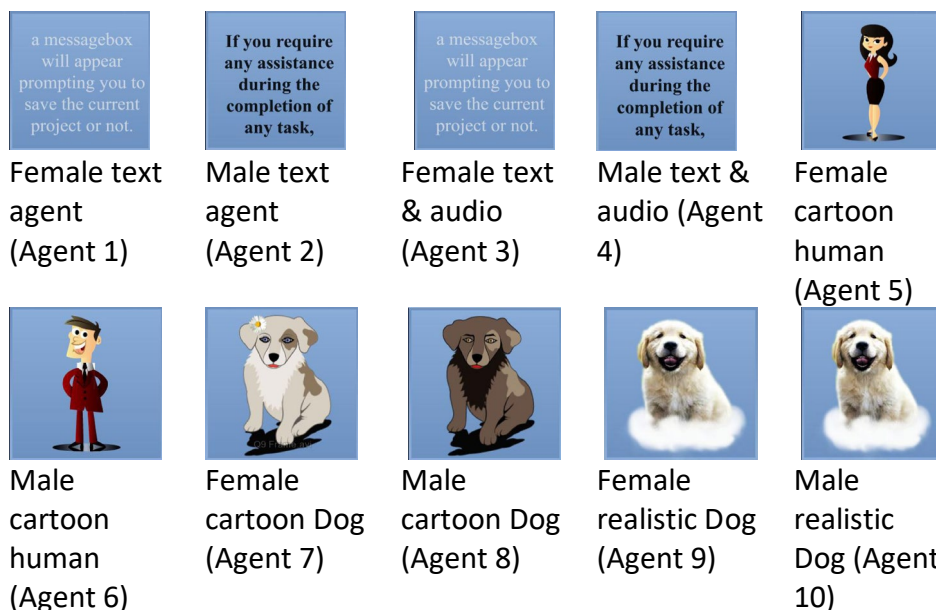 a messagebox
will appear
prompting you to
save the current
project or not.
If you require
any assistance
during the
completion of
any task,
a messagebox
will appear
prompting you to
save the current
project or not.
If you require
any assistance
during the
completion of
any task,
Female text
agent
(Agent 1)
Male text
agent
(Agent 2)
Female text
& audio
(Agent 3)
Male text &
audio (Agent
4)
Female
cartoon
human
(Agent 5)
Male
cartoon
human
(Agent 6)
Female
cartoon Dog
(Agent 7)
Male
cartoon Dog
(Agent 8)
Female
realistic Dog
(Agent 9)
Male
realistic
Dog (Agent
10)